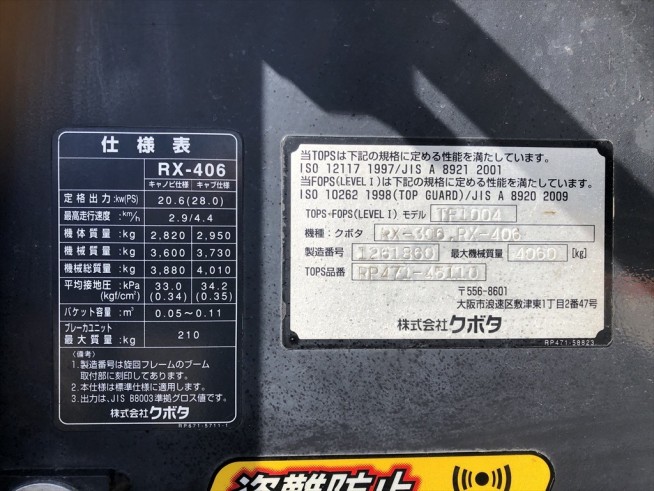 仕様表
RX-406
キャノピ仕様 キャブ仕様
定格出力:kW(PS) 20.6(28.0)
最高走行速度:km/h 2.9/4.4
機体質量:kg 2,820 2,950
機械質量:kg 3,600 3,730
機械総質量:kg 3,880 4,010
平均接地圧:kPa 33.0 34.2
(kgf/cm²) (0.34) (0.35)
バケット容量:m³ 0.05~0.11
ブレーカユニット
最大質量:kg 210
〈備考〉
1.製造番号は旋回フレームのブーム
取付部に刻印してあります。
2.本仕様は標準仕様に適用します。
3.出力は、JIS B8003準拠グロス値です。
株式会社クボタ
RP471-5711-1
当TOPSは下記の規格に定める性能を満たしています。
ISO 12117 1997/JIS A 8921 2001
当FOPS(LEVEL I)は下記の規格に定める性能を満たしています。
ISO 10262 1998(TOP GUARD)/JIS A 8920 2009
TOPS・FOPS(LEVEL I) モデル TP1004
機種:クボタ RX-306,RX-406
製造番号 1261860 最大機械質量 4060 [kg]
TOPS品番 RP471-46110
〒556-8601
大阪市浪速区敷津東1丁目2番47号
株式会社クボタ
RP471-58823
盗難防止